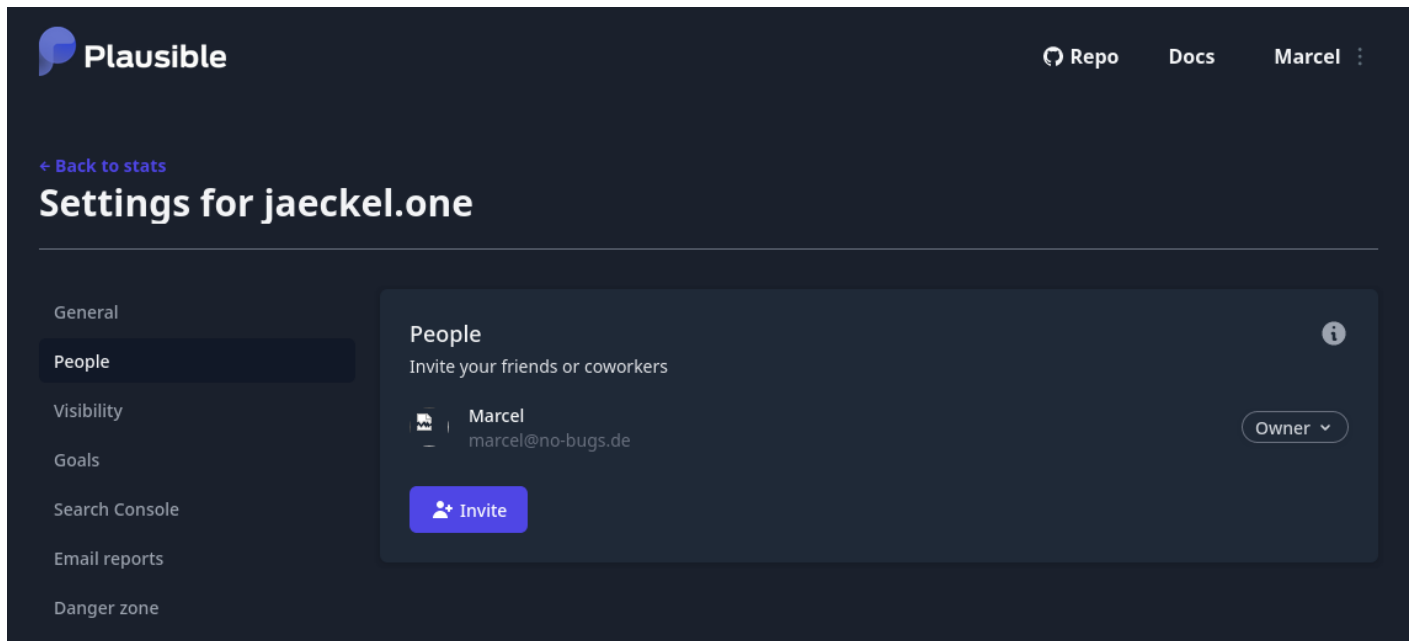 Plausible
Repo
Docs
Marcel
← Back to stats
Settings for jaeckel.one
General
People
Visibility
Goals
Search Console
Email reports
Danger zone
People
Invite your friends or coworkers
Marcel
marcel@no-bugs.de
Owner
Invite